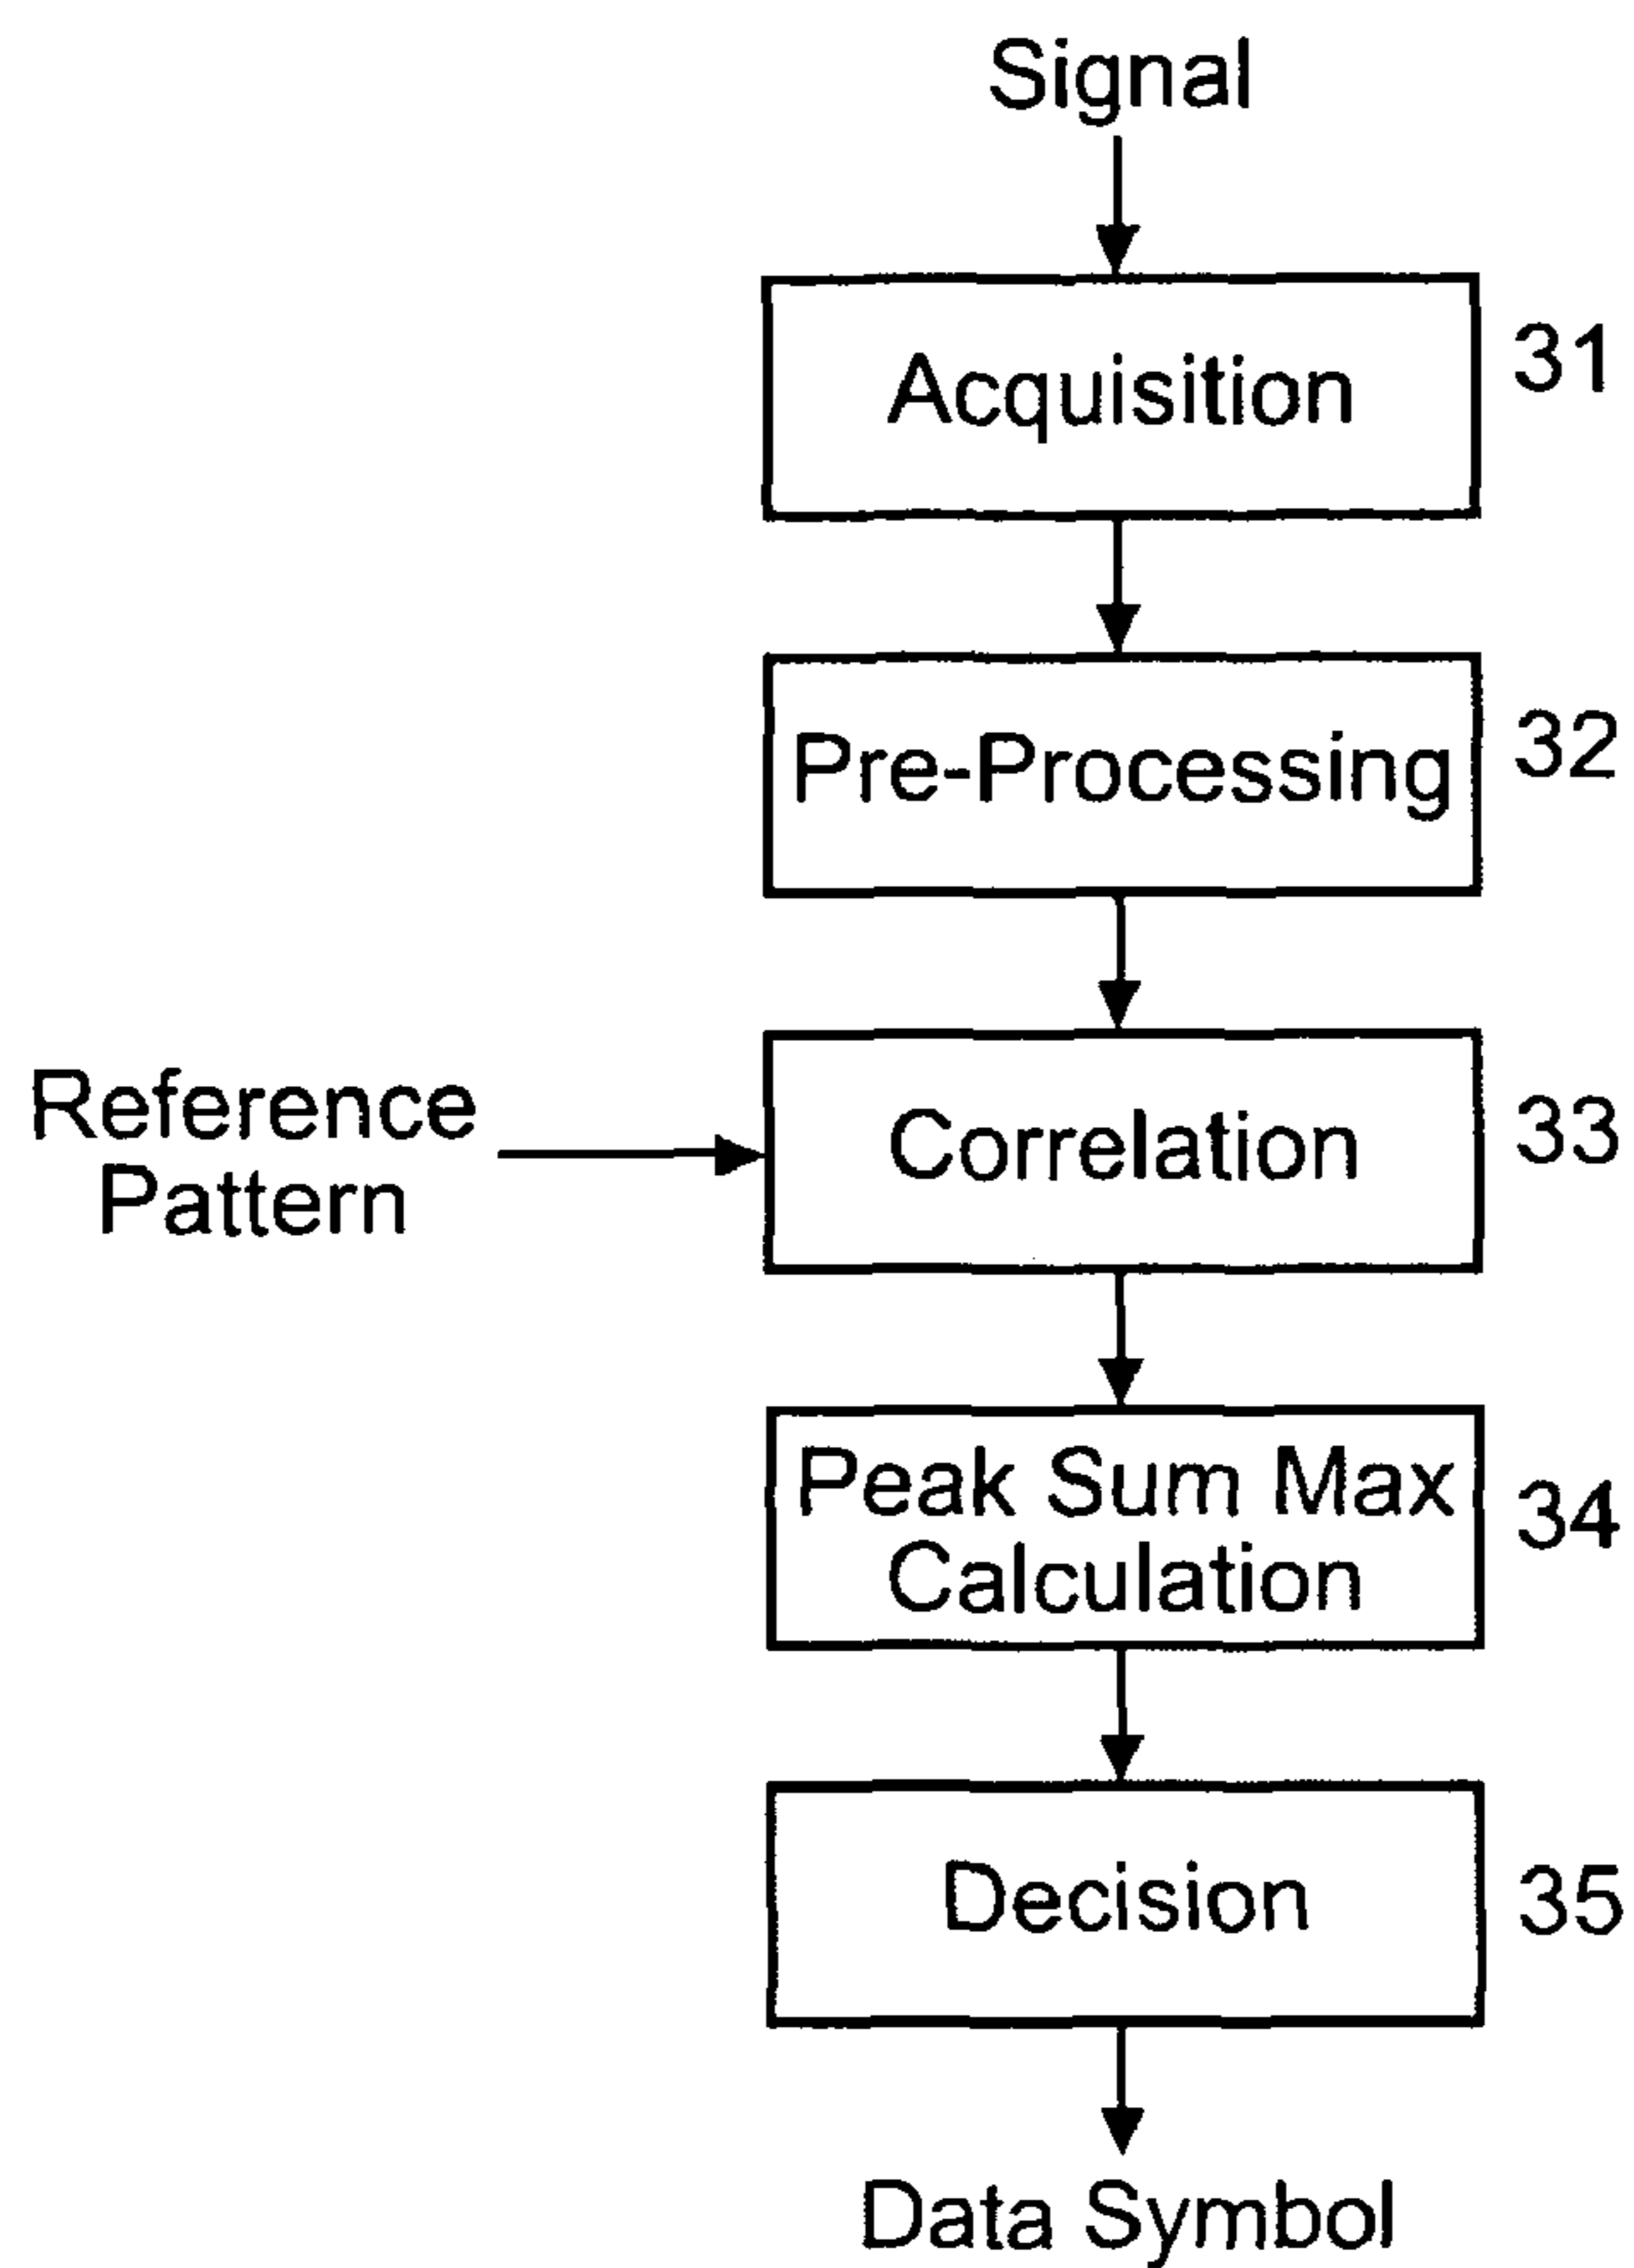 Signal
Acquisition
31
Pre-Processing
32
Reference
Pattern
Correlation
33
Peak Sum Max
Calculation
34
Decision
35
Data Symbol